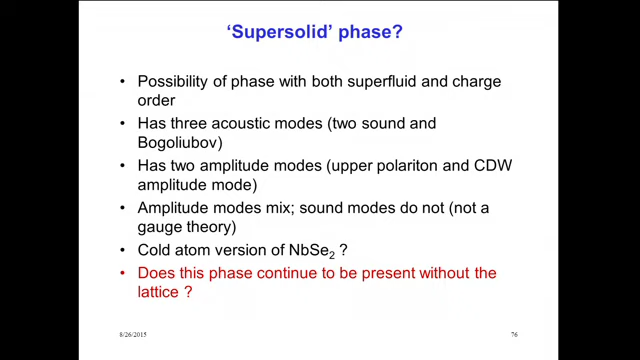 ‘Supersolid’ phase?
• Possibility of phase with both superfluid and charge
order
• Has three acoustic modes (two sound and
Bogoliubov)
• Has two amplitude modes (upper polariton and CDW
amplitude mode)
• Amplitude modes mix; sound modes do not (not a
gauge theory)
• Cold atom version of NbSe2 ?
• Does this phase continue to be present without the
lattice ?
8/26/2015
76